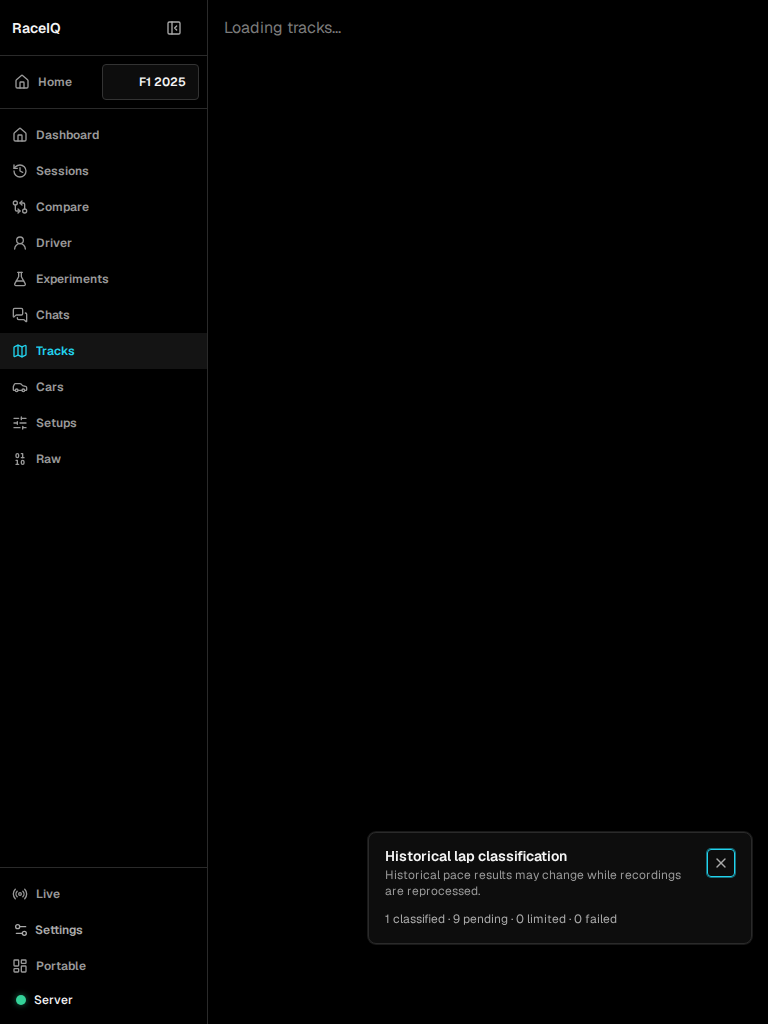 RaceIQ
Home
F1 2025
Dashboard
Sessions
Compare
Driver
Experiments
Chats
Tracks
Cars
Setups
Raw
Live
Settings
Portable
Server
Loading tracks...
Historical lap classification
Historical pace results may change while recordings
are reprocessed.
1 classified · 9 pending · 0 limited · 0 failed